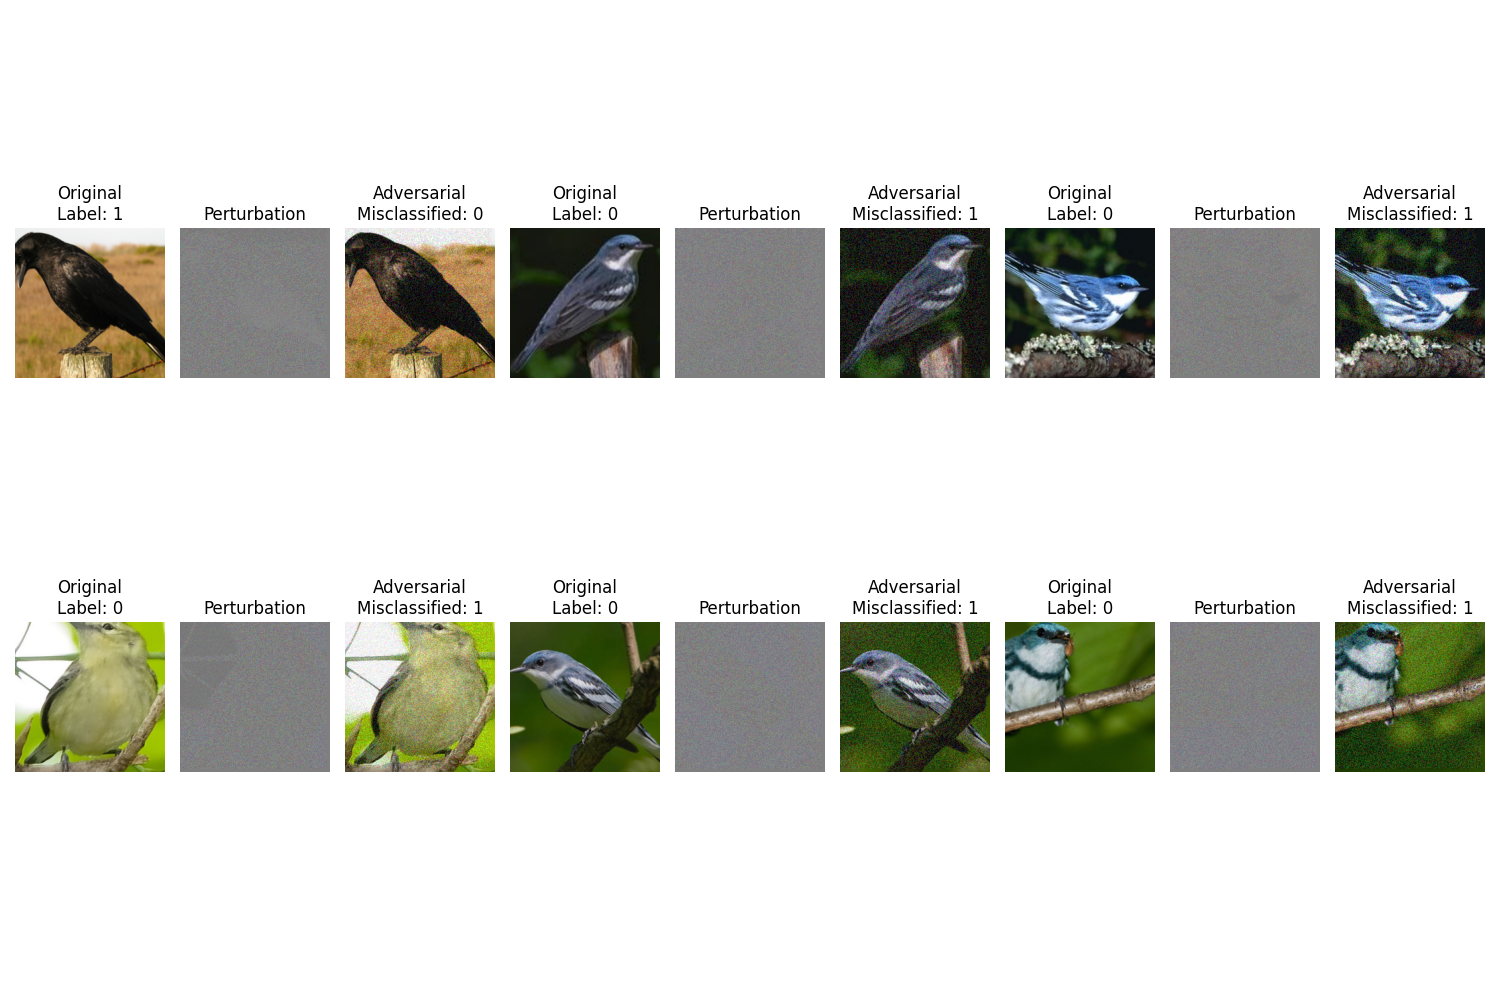 Original
Label: 1
Perturbation
Adversarial
Misclassified: 0
Original
Label: 0
Perturbation
Adversarial
Misclassified: 1
Original
Label: 0
Perturbation
Adversarial
Misclassified: 1
Original
Label: 0
Perturbation
Adversarial
Misclassified: 1
Original
Label: 0
Perturbation
Adversarial
Misclassified: 1
Original
Label: 0
Perturbation
Adversarial
Misclassified: 1